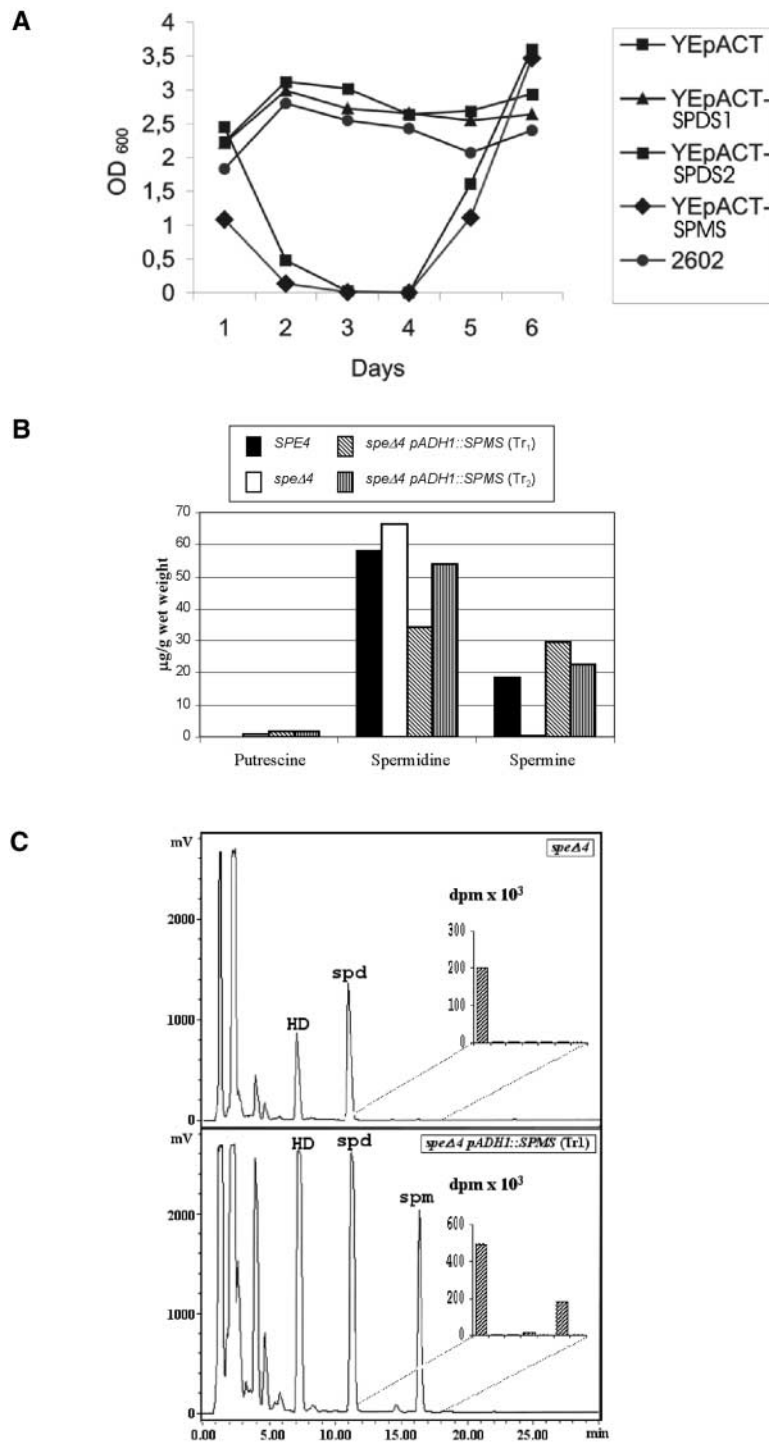 A
OD 600
4
3,5
3
2,5
2
1,5
1
0,5
0
1 2 3 4 5 6
Days
YEpACT
YEpACT-
SPDS1
YEpACT-
SPDS2
YEpACT-
SPMS
2602
B
SPE4
speΔ4 pADH1::SPMS (Tr1)
speΔ4
speΔ4 pADH1::SPMS (Tr2)
µg/g wet weight
70
60
50
40
30
20
10
0
Putrescine Spermidine Spermine
C
mV
speΔ4
2000
1000
0
HD
spd
dpm x 10³
300
200
100
0
mV
speΔ4 pADH1::SPMS (Tr1)
2000
1000
0
HD
spd
spm
dpm x 10³
600
400
200
0
0.00 5.00 10.00 15.00 20.00 25.00 min